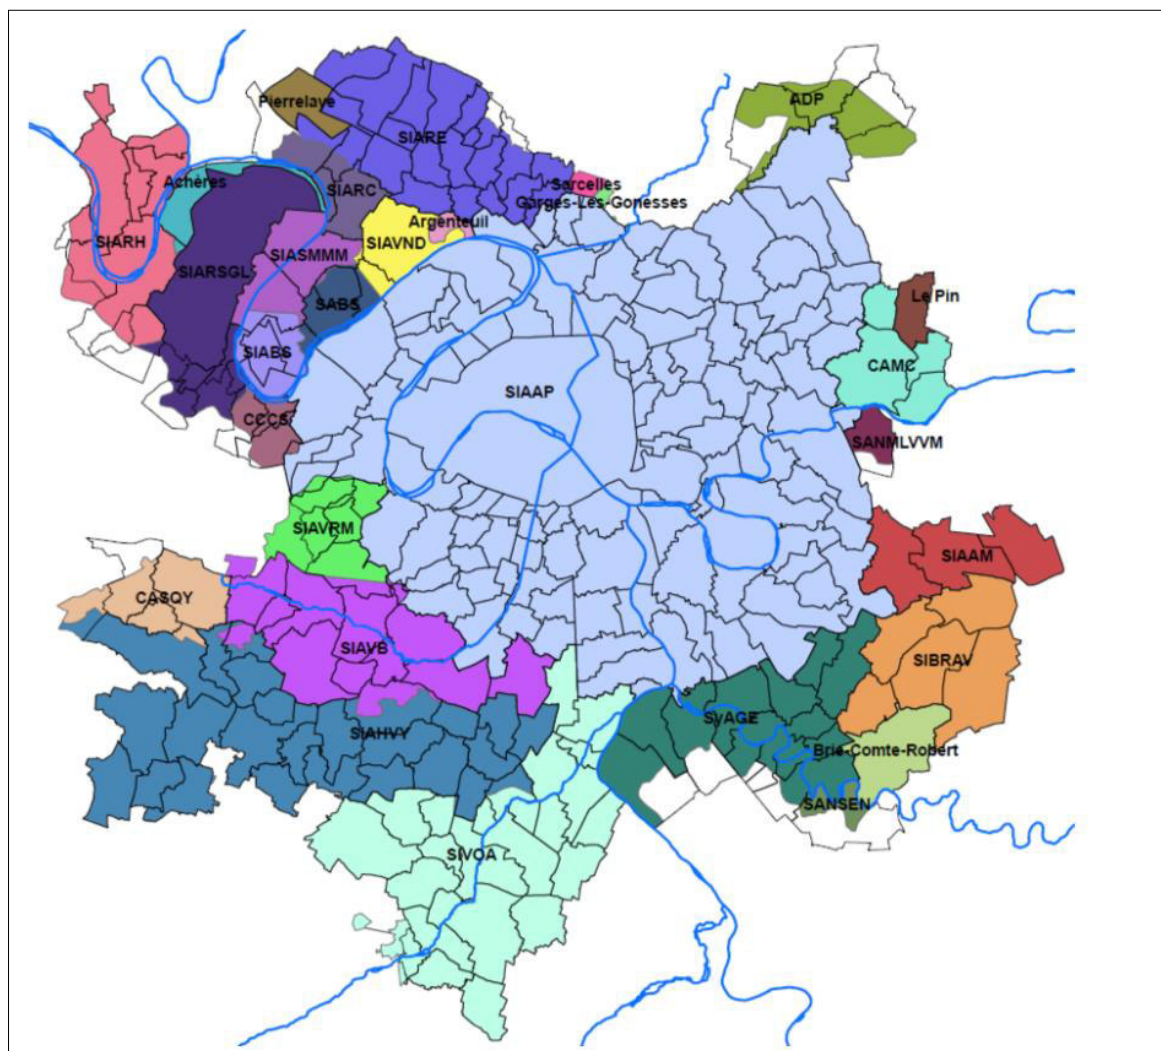 ADP
Pierrelaye
SIARE
Achères
SIARC
Sarcelles
Garges-Les-Gonesses
Argenteuil
SIARH
SIAVND
SIASMMM
SIARSGL
SABS
Le Pin
SIABS
CAMC
SIAAP
CCCS
SANMLVVM
SIAVRM
SIAAM
CASQY
SIAVB
SIBRAV
SyAGE
SIAHVY
Brie-Comte-Robert
SANSEN
SIVOA